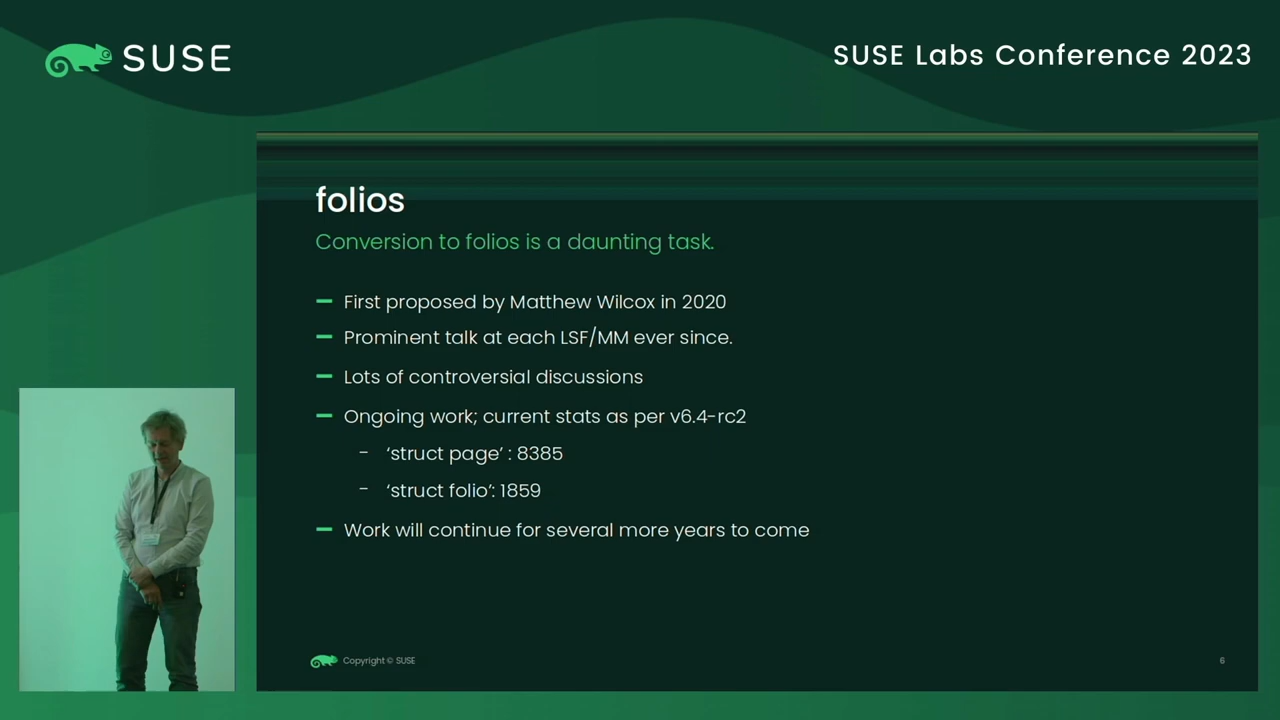 SUSE
SUSE Labs Conference 2023
folios
Conversion to folios is a daunting task.
First proposed by Matthew Wilcox in 2020
Prominent talk at each LSF/MM ever since.
Lots of controversial discussions
Ongoing work; current stats as per v6.4-rc2
- ‘struct page’ : 8385
- ‘struct folio’: 1859
Work will continue for several more years to come
Copyright © SUSE
6